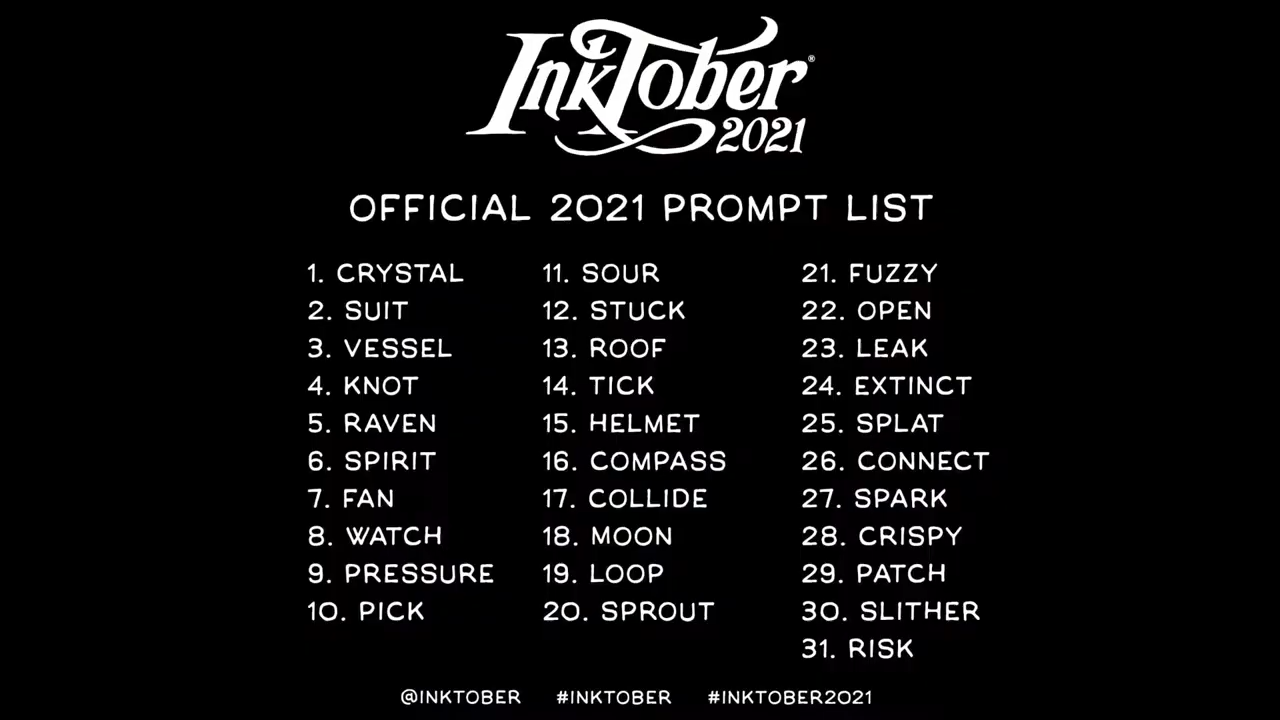 InkTober®
2021
OFFICIAL 2021 PROMPT LIST
1. CRYSTAL
2. SUIT
3. VESSEL
4. KNOT
5. RAVEN
6. SPIRIT
7. FAN
8. WATCH
9. PRESSURE
10. PICK
11. SOUR
12. STUCK
13. ROOF
14. TICK
15. HELMET
16. COMPASS
17. COLLIDE
18. MOON
19. LOOP
20. SPROUT
21. FUZZY
22. OPEN
23. LEAK
24. EXTINCT
25. SPLAT
26. CONNECT
27. SPARK
28. CRISPY
29. PATCH
30. SLITHER
31. RISK
@INKTOBER #INKTOBER #INKTOBER2021